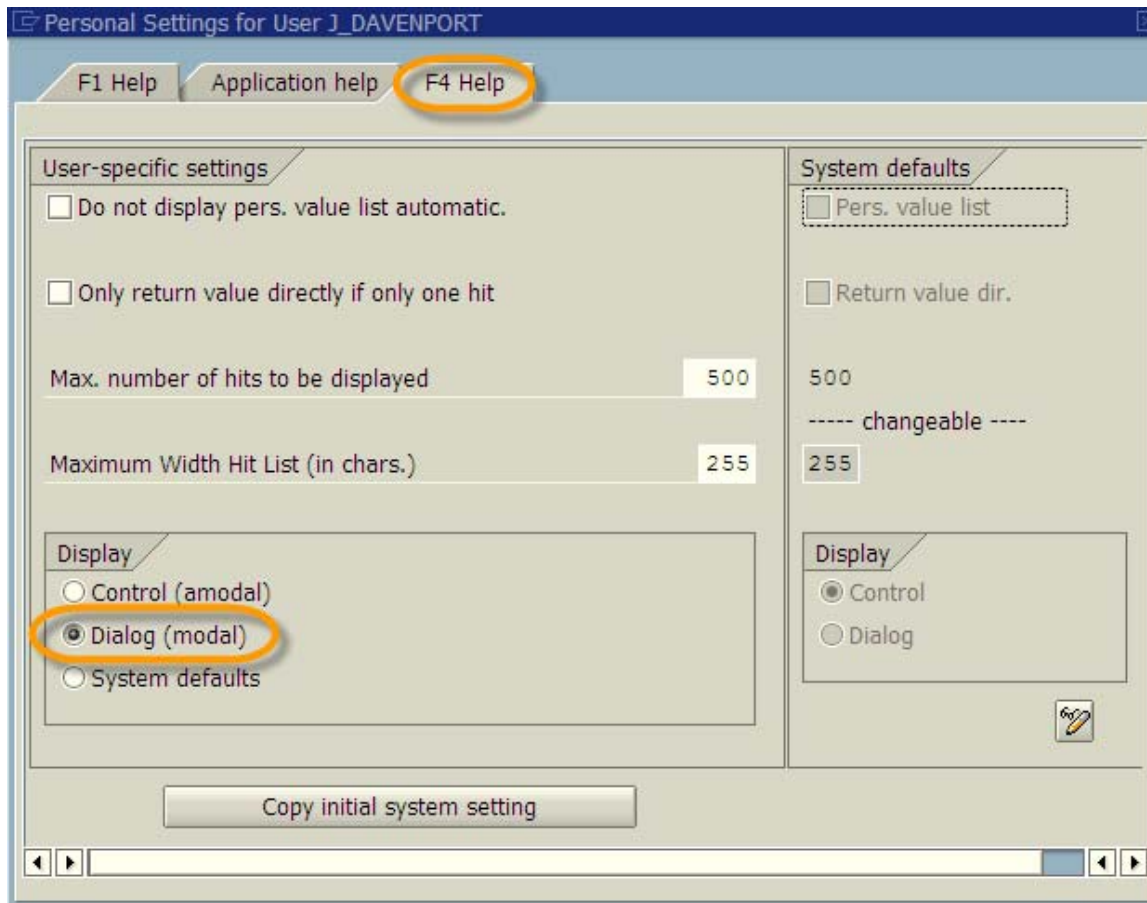 Personal Settings for User J_DAVENPORT
F1 Help
Application help
F4 Help
User-specific settings
Do not display pers. value list automatic.
Only return value directly if only one hit
Max. number of hits to be displayed 500
Maximum Width Hit List (in chars.) 255
Display
Control (amodal)
Dialog (modal)
System defaults
System defaults
Pers. value list
Return value dir.
500
----- changeable ----
255
Display
Control
Dialog
Copy initial system setting